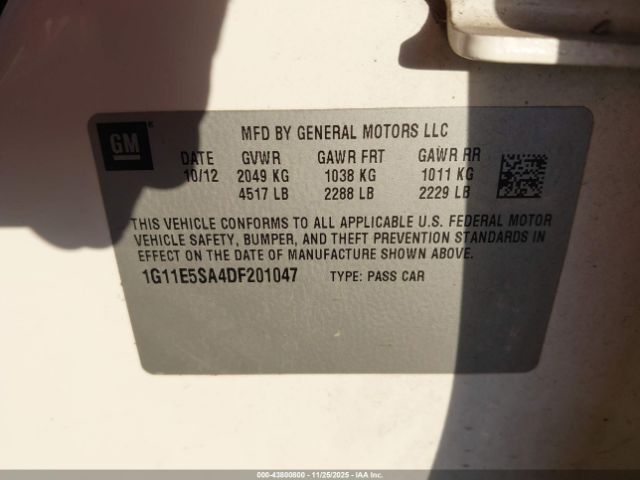 GM
MFD BY GENERAL MOTORS LLC
DATE GVWR GAWR FRT GAWR RR
10/12 2049 KG 1038 KG 1011 KG
4517 LB 2288 LB 2229 LB
THIS VEHICLE CONFORMS TO ALL APPLICABLE U.S. FEDERAL MOTOR
VEHICLE SAFETY, BUMPER, AND THEFT PREVENTION STANDARDS IN
EFFECT ON THE DATE OF MANUFACTURE SHOWN ABOVE.
1G11E5SA4DF201047 TYPE: PASS CAR
000-43800800 - 11/25/2025 - IAAI.CA